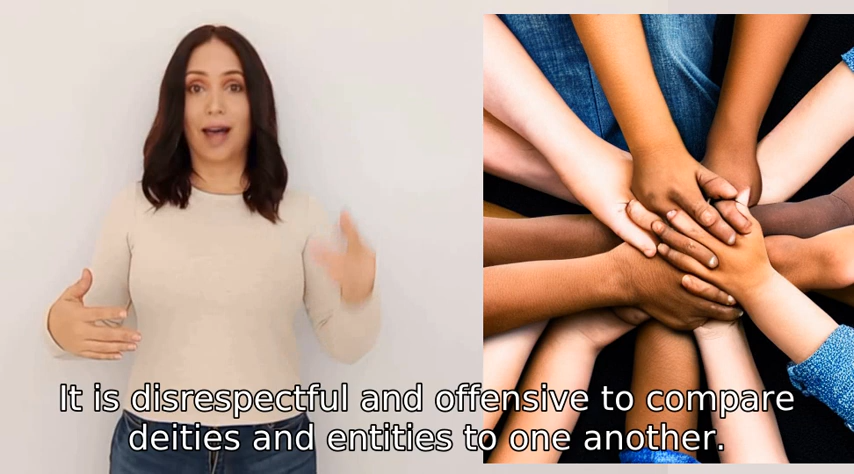 It is disrespectful and offensive to compare
deities and entities to one another.